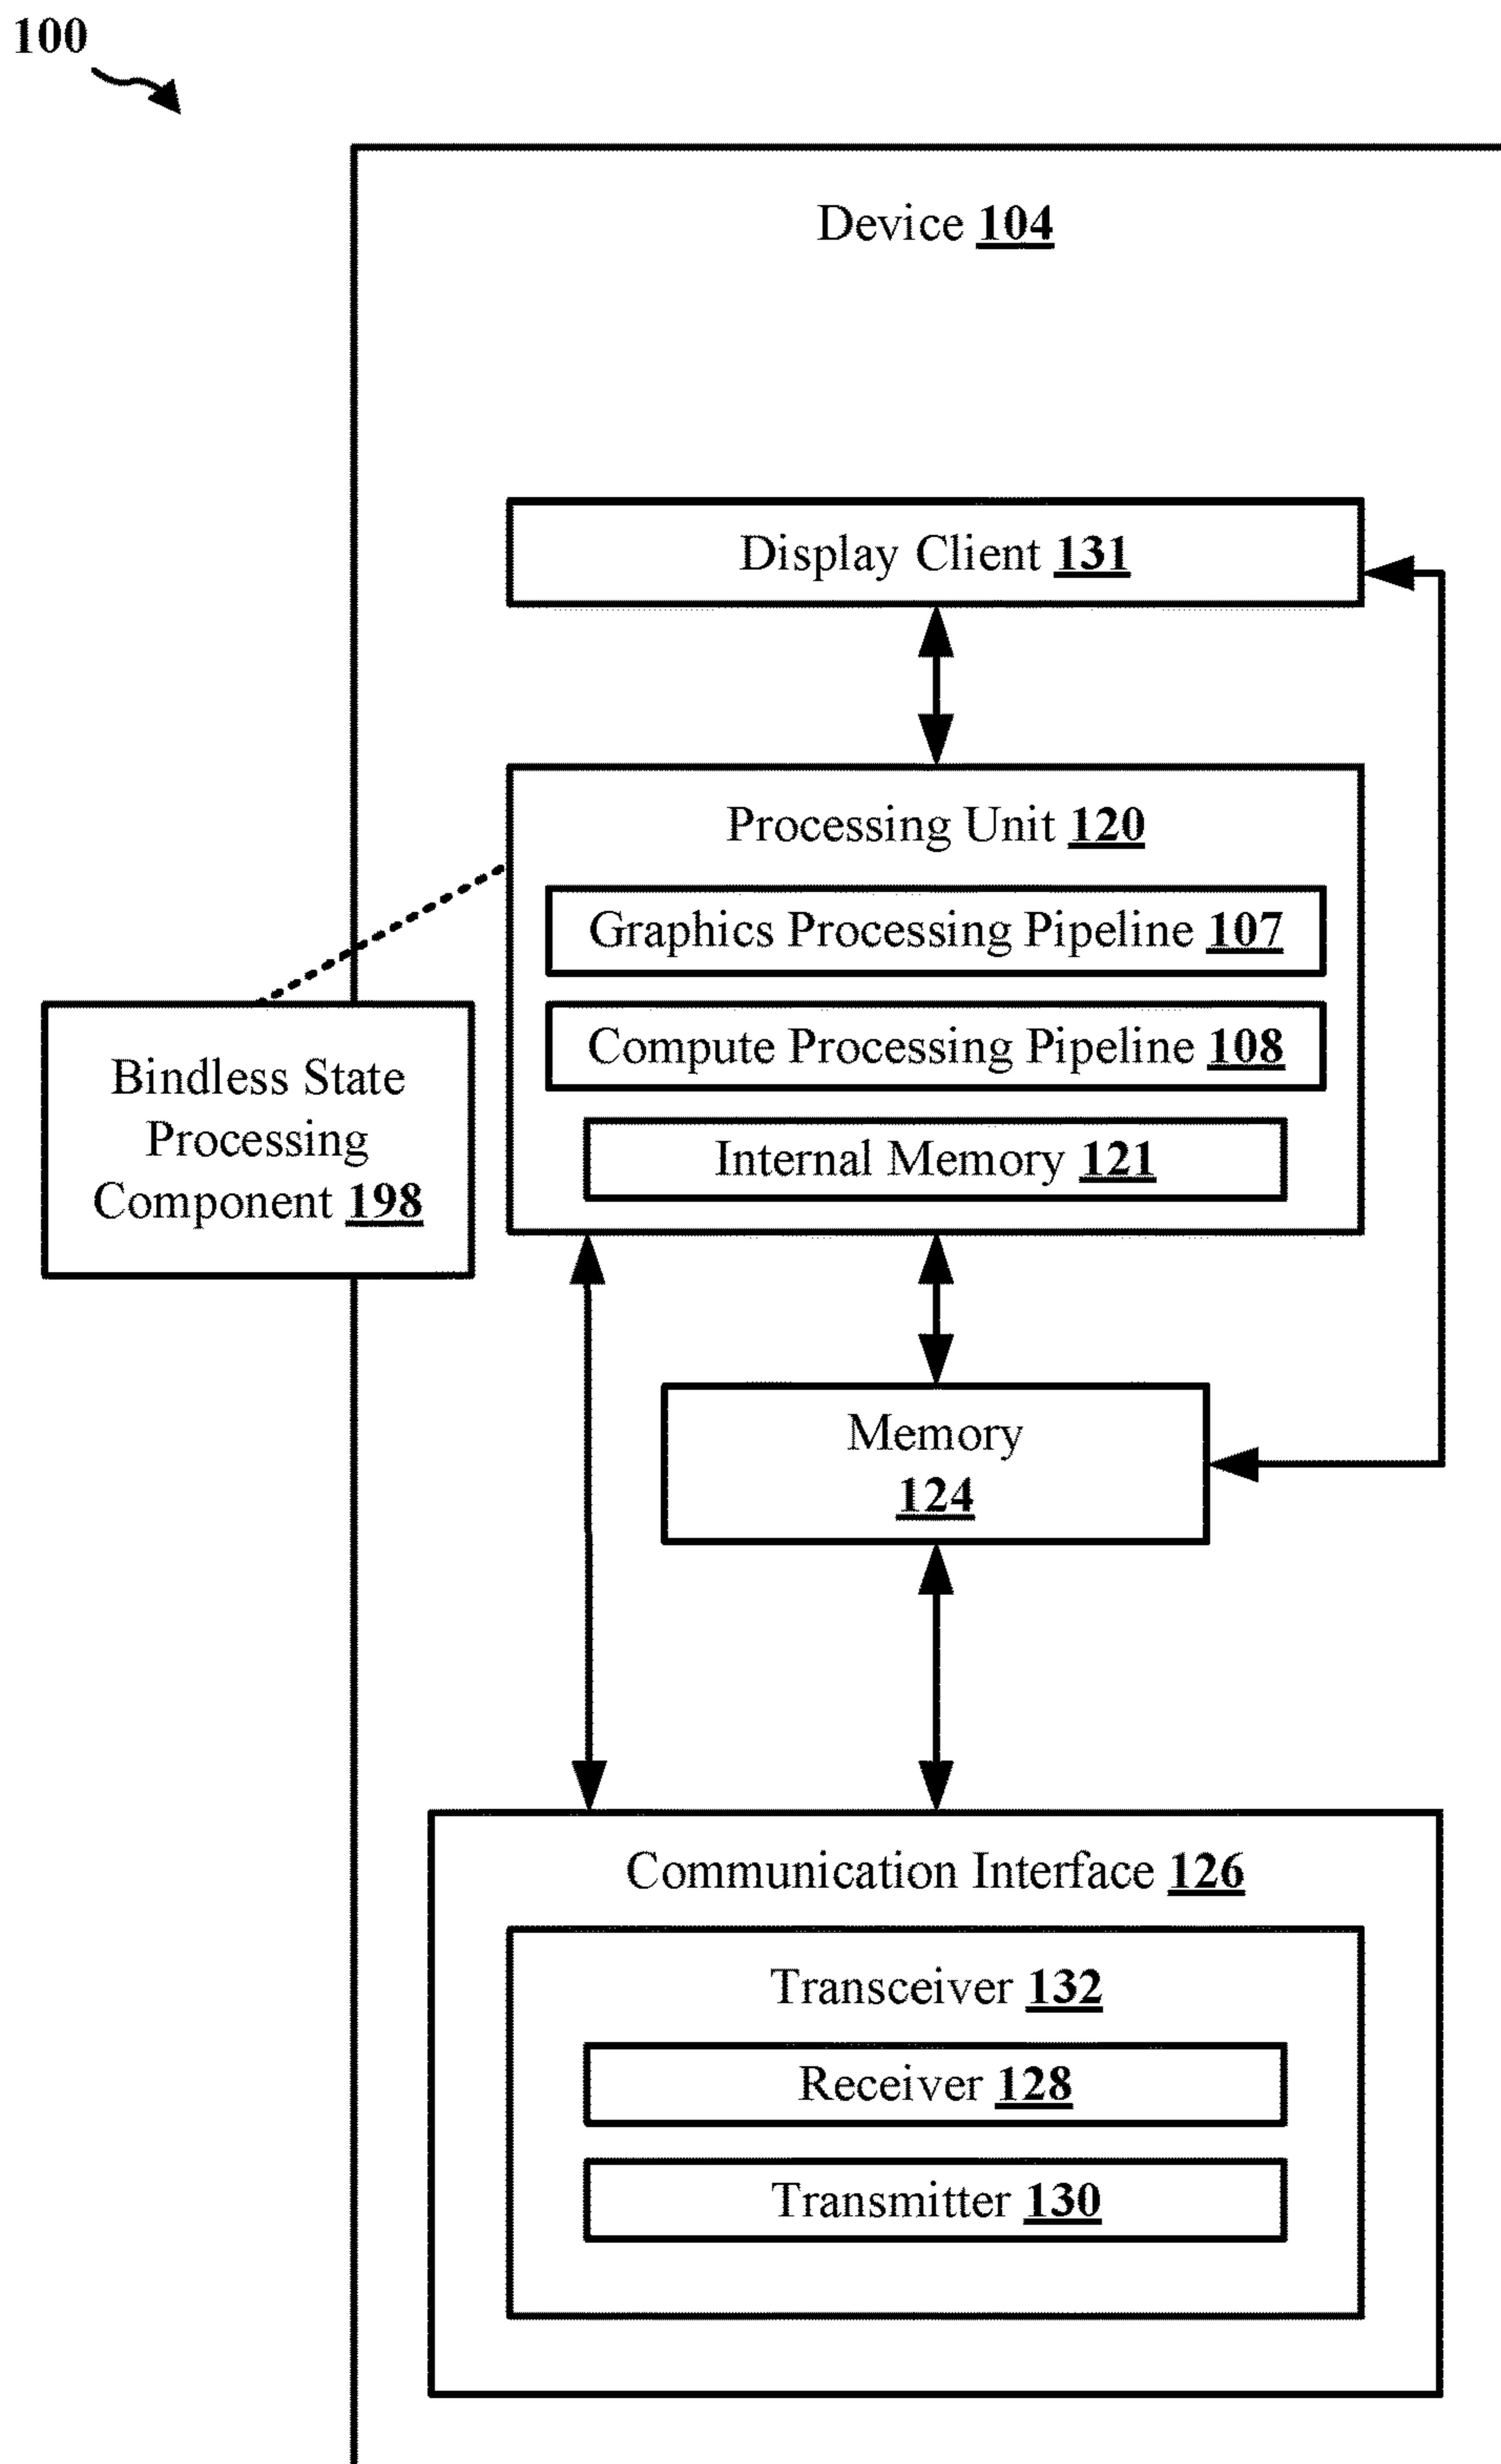 100
Device 104
Display Client 131
Processing Unit 120
Graphics Processing Pipeline 107
Compute Processing Pipeline 108
Internal Memory 121
Bindless State
Processing
Component 198
Memory
124
Communication Interface 126
Transceiver 132
Receiver 128
Transmitter 130